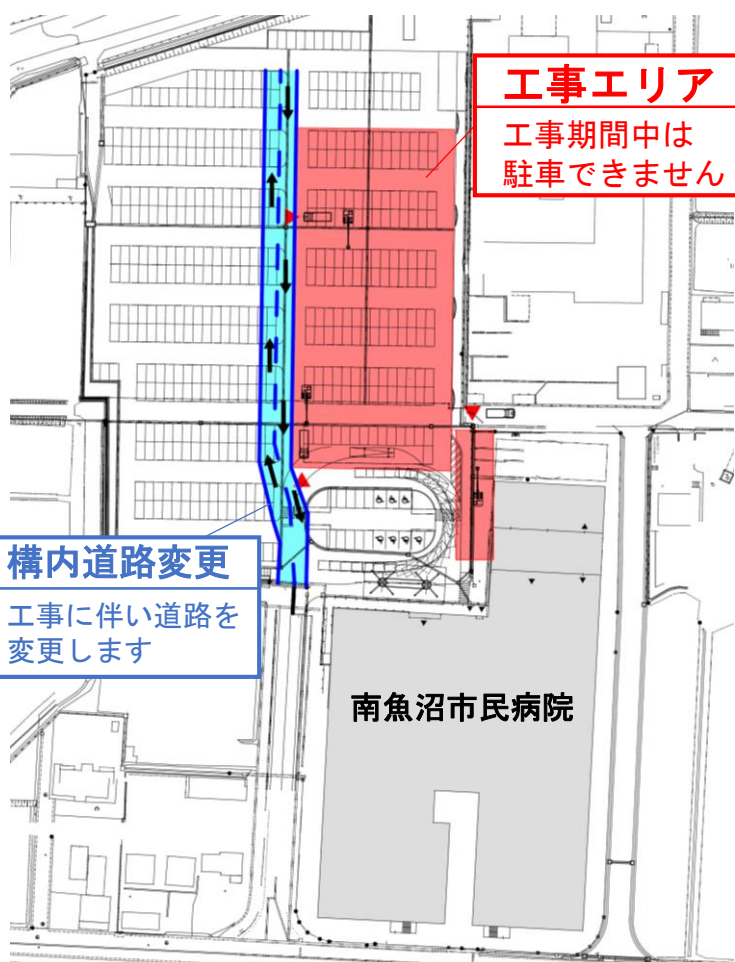 工事エリア
工事期間中は
駐車できません
構内道路変更
工事に伴い道路を
変更します
南魚沼市民病院